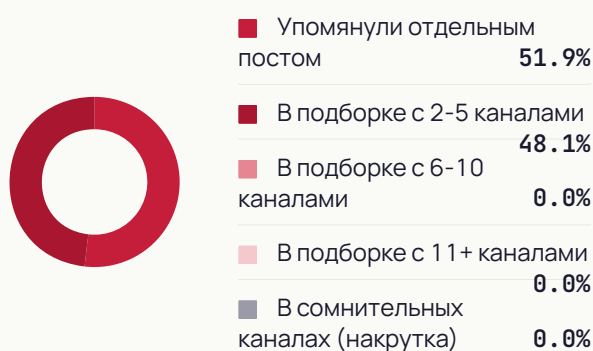 Упомянули отдельным
постом 51.9%
В подборке с 2-5 каналами
48.1%
В подборке с 6-10
каналами 0.0%
В подборке с 11+ каналами
0.0%
В сомнительных
каналах (накрутка) 0.0%